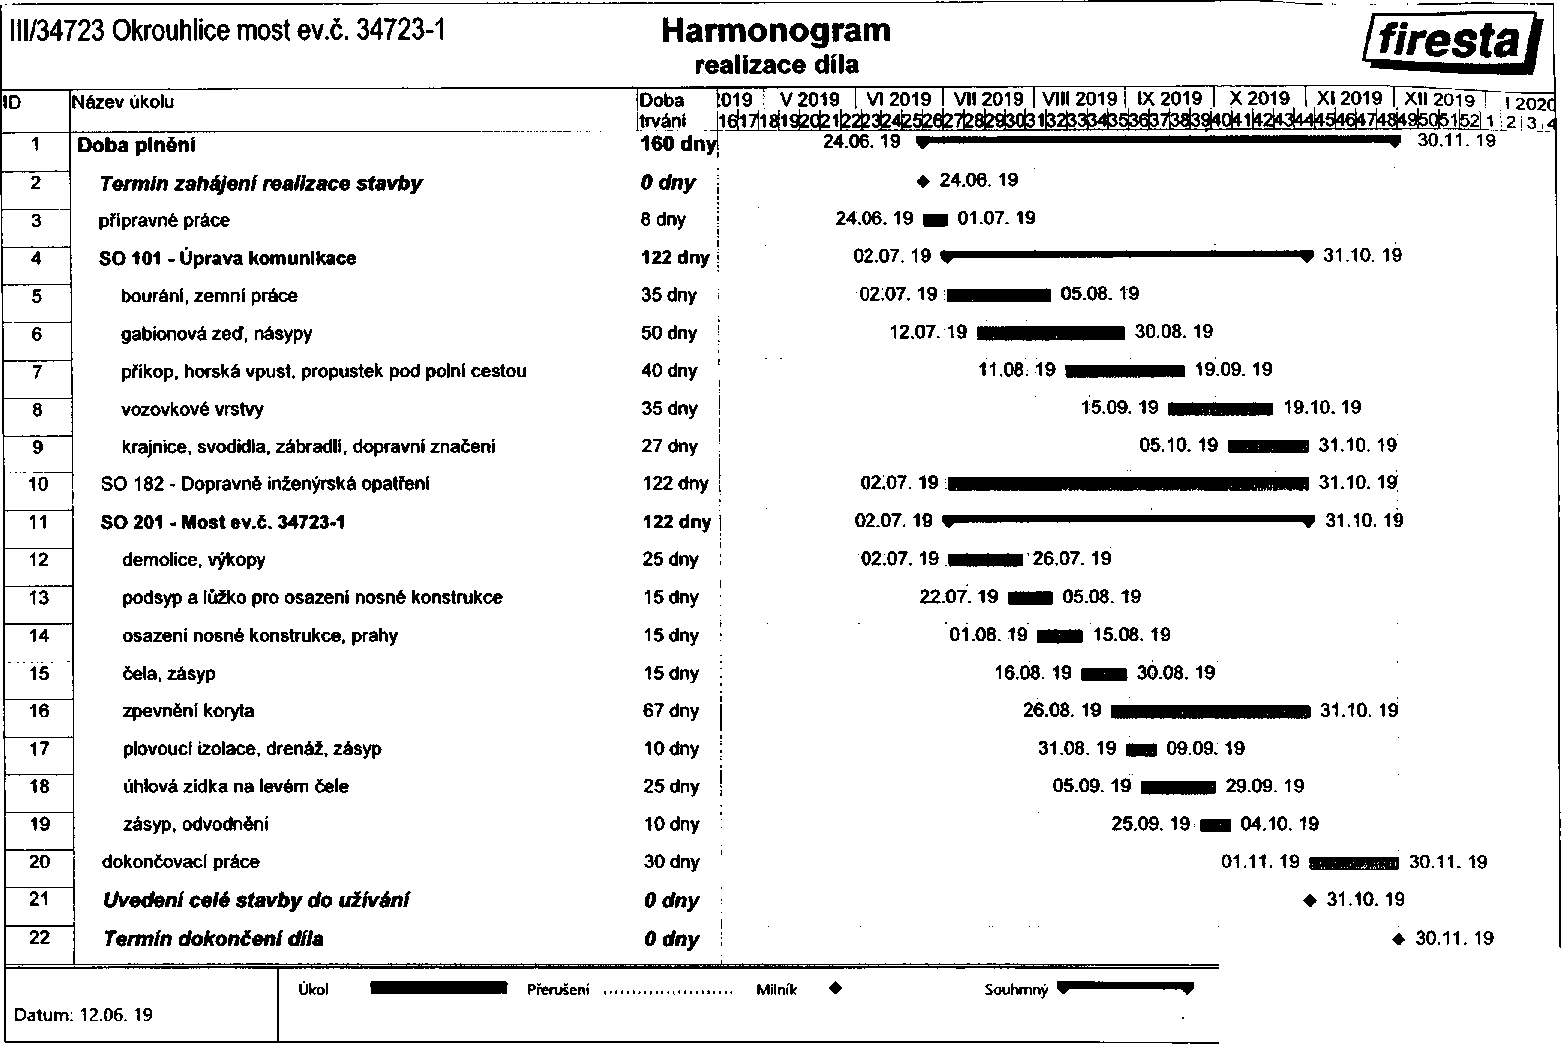 III/34723 Okrouhlice most ev.č. 34723-1
Harmonogram
realizace díla
firesta
ID Název úkolu Doba trvání 2019 V 2019 VI 2019 VII 2019 VIII 2019 IX 2019 X 2019 XI 2019 XII 2019 I 2020
16 17 18 19 20 21 22 23 24 25 26 27 28 29 30 31 32 33 34 35 36 37 38 39 40 41 42 43 44 45 46 47 48 49 50 51 52 1 2 3 4
1 Doba plnění 160 dny 24.06. 19 30.11. 19
2 Termín zahájení realizace stavby 0 dny 24.06. 19
3 přípravné práce 8 dny 24.06. 19 01.07. 19
4 SO 101 - Úprava komunikace 122 dny 02.07. 19 31.10. 19
5 bourání, zemní práce 35 dny 02.07. 19 05.08. 19
6 gabionová zeď, násypy 50 dny 12.07. 19 30.08. 19
7 příkop, horská vpust, propustek pod polní cestou 40 dny 11.08. 19 19.09. 19
8 vozovkové vrstvy 35 dny 15.09. 19 19.10. 19
9 krajnice, svodidla, zábradlí, dopravní značení 27 dny 05.10. 19 31.10. 19
10 SO 182 - Dopravně inženýrská opatření 122 dny 02.07. 19 31.10. 19
11 SO 201 - Most ev.č. 34723-1 122 dny 02.07. 19 31.10. 19
12 demolice, výkopy 25 dny 02.07. 19 26.07. 19
13 podsyp a lůžko pro osazení nosné konstrukce 15 dny 22.07. 19 05.08. 19
14 osazení nosné konstrukce, prahy 15 dny 01.08. 19 15.08. 19
15 čela, zásyp 15 dny 16.08. 19 30.08. 19
16 zpevnění koryta 67 dny 26.08. 19 31.10. 19
17 plovoucí izolace, drenáž, zásyp 10 dny 31.08. 19 09.09. 19
18 úhlová zídka na levém čele 25 dny 05.09. 19 29.09. 19
19 zásyp, odvodnění 10 dny 25.09. 19 04.10. 19
20 dokončovací práce 30 dny 01.11. 19 30.11. 19
21 Uvedení celé stavby do užívání 0 dny 31.10. 19
22 Termín dokončení díla 0 dny 30.11. 19
Úkol Přerušení Milník Souhrnný
Datum: 12.06. 19